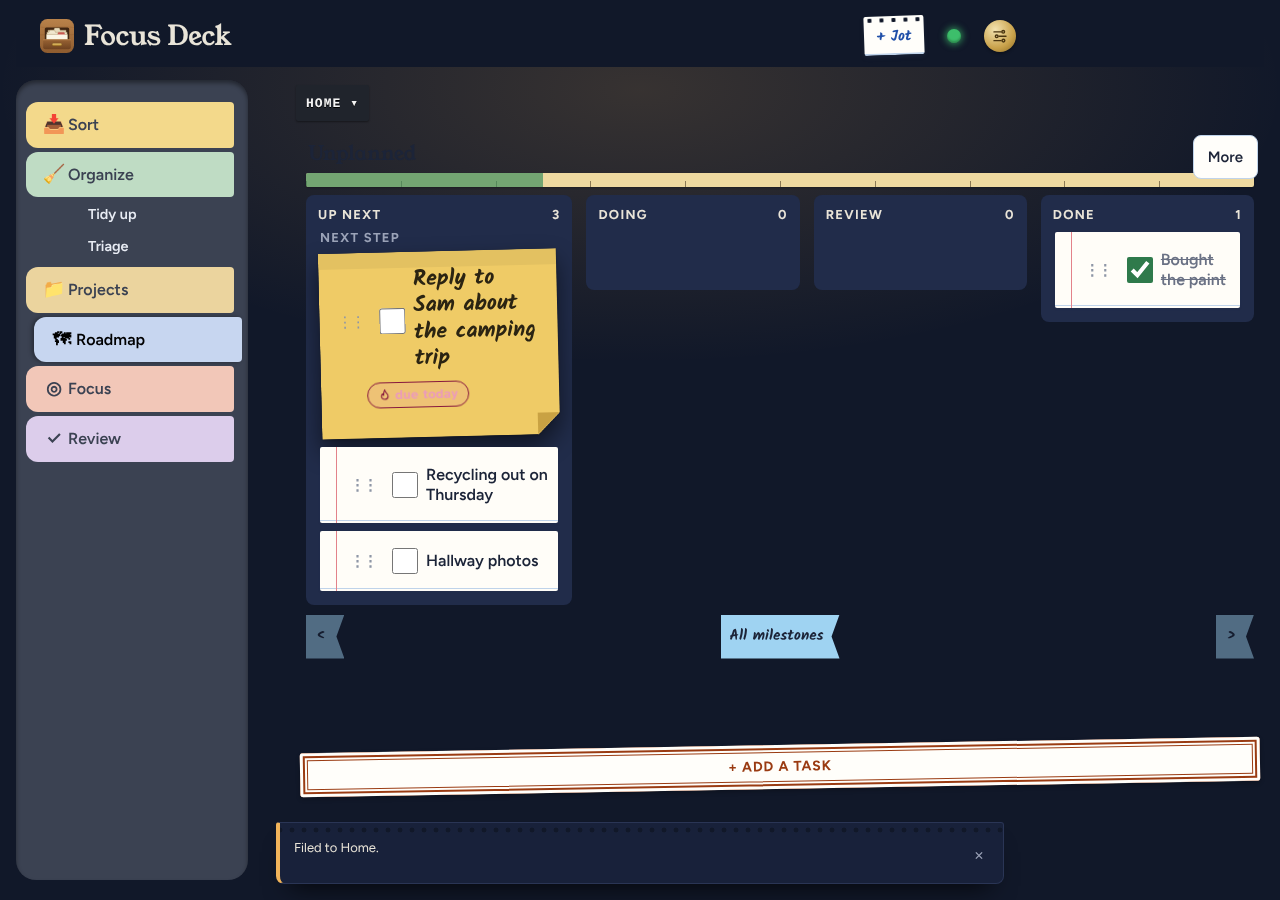 Focus Deck
+ Jot
HOME ▾
Sort
Organize
Tidy up
Triage
Projects
Roadmap
Focus
Review
More
UP NEXT 3
NEXT STEP
Reply to
Sam about
the camping
trip
due today
Recycling out on
Thursday
Hallway photos
DOING 0
REVIEW 0
DONE 1
Bought
the paint
<
All milestones
>
+ ADD A TASK
Filed to Home.
×